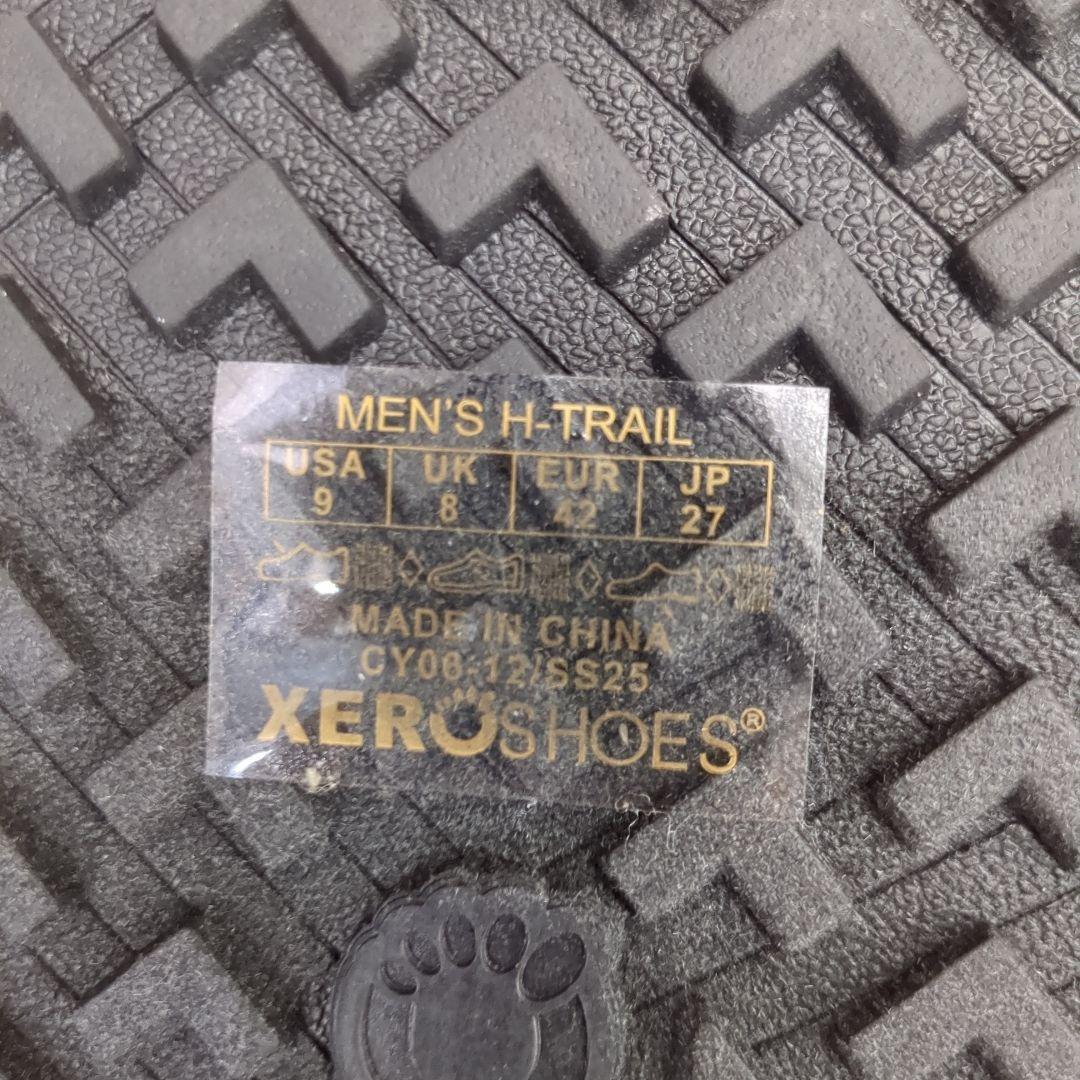 MEN'S H-TRAIL
USA UK EUR JP
9 8 42 27
MADE IN CHINA
CY06-12/SS25
XEROSHOES®